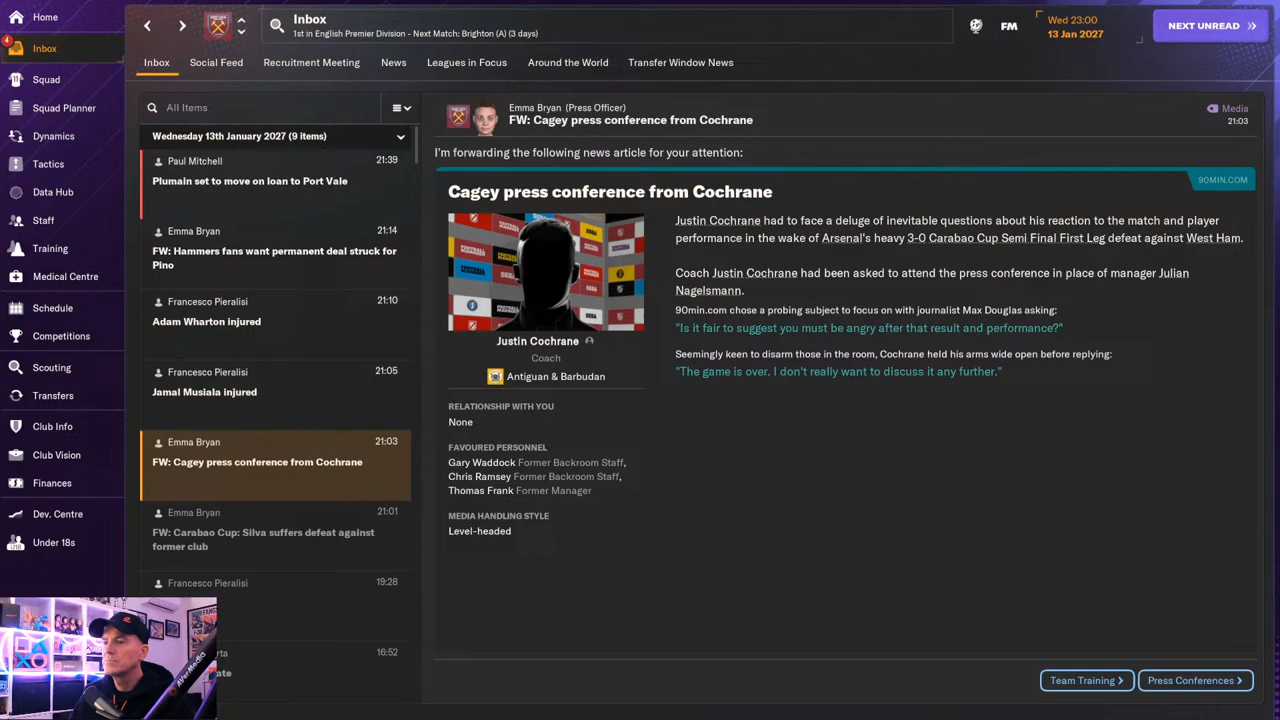 Home
4
Inbox
Squad
Squad Planner
Dynamics
Tactics
Data Hub
Staff
Training
Medical Centre
Schedule
Competitions
Scouting
Transfers
Club Info
Club Vision
Finances
Dev. Centre
U18
Under 18s
Inbox
1st in English Premier Division - Next Match: Brighton (A) (3 days)
FM
Wed 23:00
13 Jan 2027
NEXT UNREAD
Inbox
Social Feed
Recruitment Meeting
News
Leagues in Focus
Around the World
Transfer Window News
All Items
Wednesday 13th January 2027 (9 items)
Paul Mitchell 21:39
Plumain set to move on loan to Port Vale
Emma Bryan 21:14
FW: Hammers fans want permanent deal struck for
Pino
Francesco Pieralisi 21:10
Adam Wharton injured
Francesco Pieralisi 21:05
Jamal Musiala injured
Emma Bryan 21:03
FW: Cagey press conference from Cochrane
Emma Bryan 21:01
FW: Carabao Cup: Silva suffers defeat against
former club
Francesco Pieralisi 19:28
16:52
Emma Bryan (Press Officer)
FW: Cagey press conference from Cochrane
Media
21:03
I'm forwarding the following news article for your attention:
90MIN.COM
Cagey press conference from Cochrane
Justin Cochrane
Coach
Antiguan & Barbudan
RELATIONSHIP WITH YOU
None
FAVOURED PERSONNEL
Gary Waddock Former Backroom Staff,
Chris Ramsey Former Backroom Staff,
Thomas Frank Former Manager
MEDIA HANDLING STYLE
Level-headed
Justin Cochrane had to face a deluge of inevitable questions about his reaction to the match and player
performance in the wake of Arsenal's heavy 3-0 Carabao Cup Semi Final First Leg defeat against West Ham.
Coach Justin Cochrane had been asked to attend the press conference in place of manager Julian
Nagelsmann.
90min.com chose a probing subject to focus on with journalist Max Douglas asking:
"Is it fair to suggest you must be angry after that result and performance?"
Seemingly keen to disarm those in the room, Cochrane held his arms wide open before replying:
"The game is over. I don't really want to discuss it any further."
Team Training
Press Conferences
AVerMedia